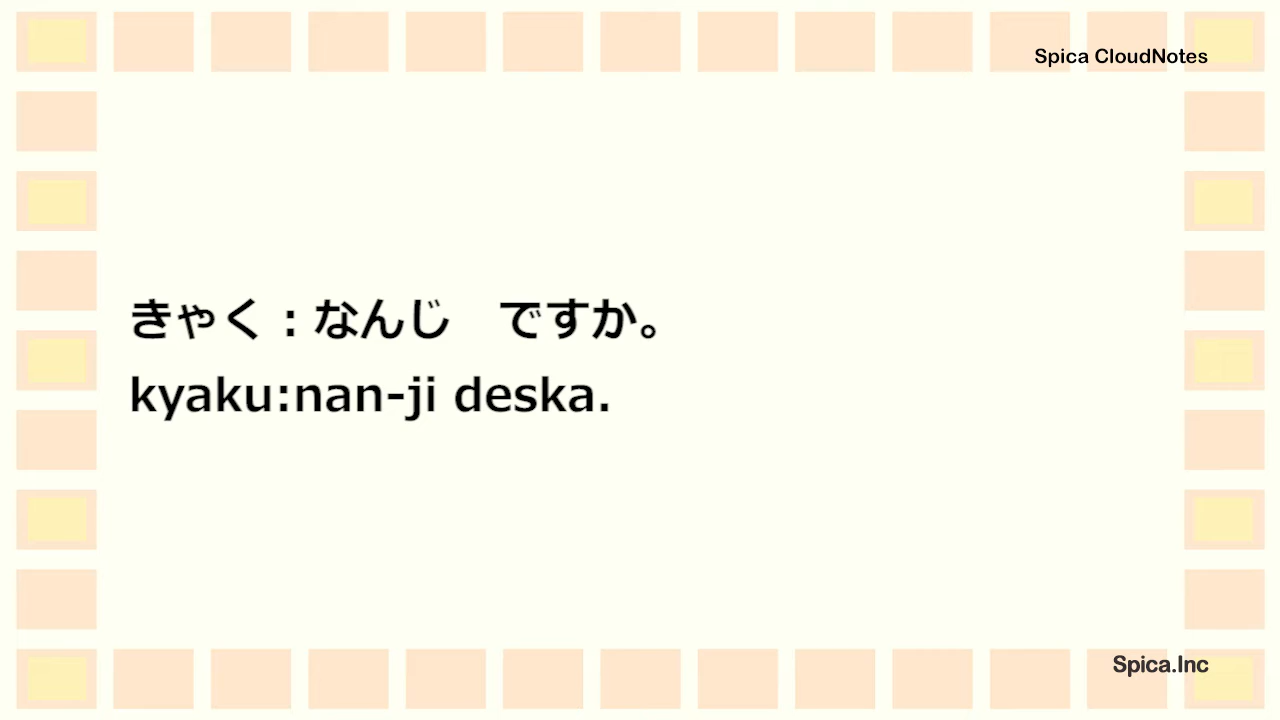 Spica CloudNotes
きゃく：なんじ　ですか。
kyaku:nan-ji deska.
Spica.Inc